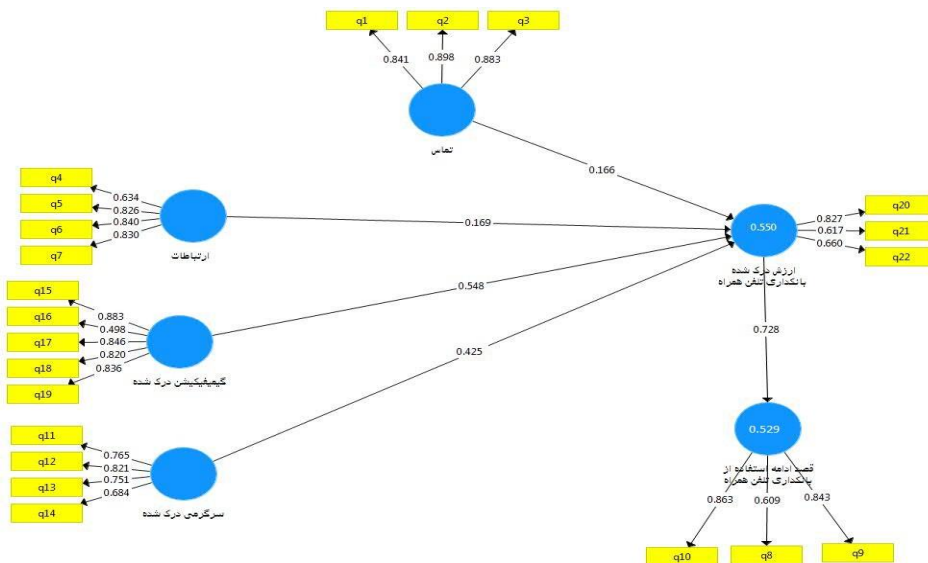 q1 q2 q3
0.841 0.898 0.883
تماس
0.166
q4
q5
q6
q7
0.634
0.826
0.840
0.830
ارتباطات
0.169
0.550
0.827
0.617
0.660
q20
q21
q22
ارزش درک شده
بانکداری تلفن همراه
q15
q16
q17
q18
q19
0.883
0.498
0.846
0.820
0.836
گیمیفیکیشن درک شده
0.548
0.728
q11
q12
q13
q14
0.765
0.821
0.751
0.684
سرگرمی درک شده
0.425
0.529
قصد ادامه استفاده از
بانکداری تلفن همراه
0.863 0.609 0.843
q10 q8 q9